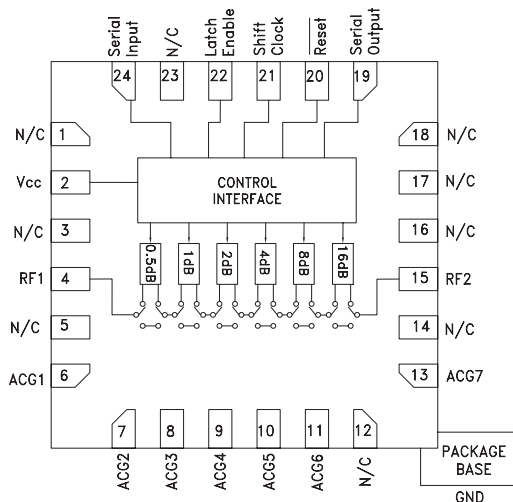 Serial Input
N/C
Latch Enable
Shift Clock
Reset
Serial Output
24
23
22
21
20
19
N/C 1
18 N/C
Vcc 2
17 N/C
CONTROL
INTERFACE
N/C 3
16 N/C
0.5dB
1dB
2dB
4dB
8dB
16dB
RF1 4
15 RF2
N/C 5
14 N/C
ACG1 6
13 ACG7
7
8
9
10
11
12
ACG2
ACG3
ACG4
ACG5
ACG6
N/C
PACKAGE
BASE
GND